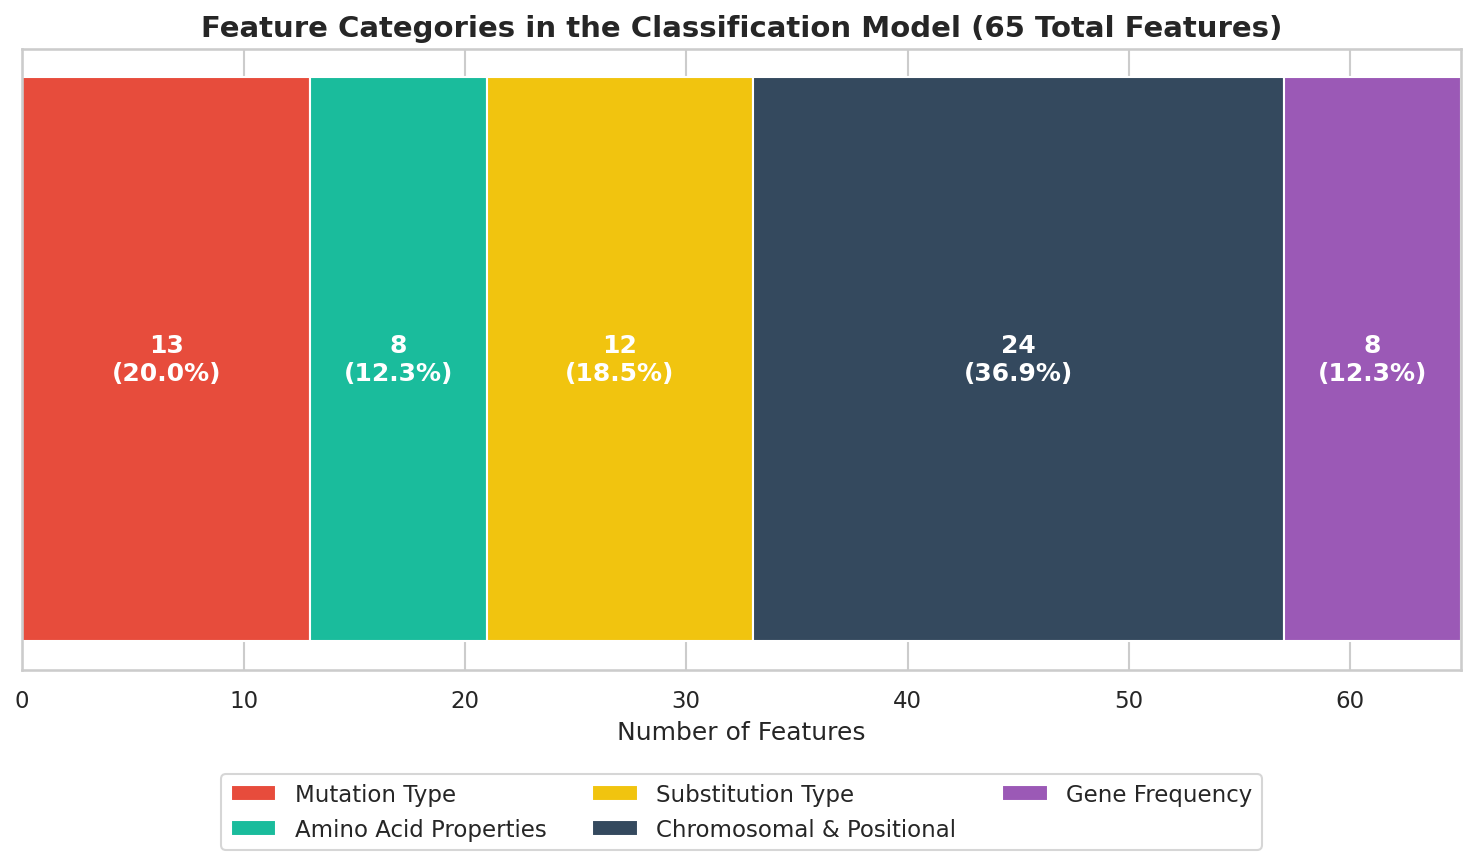 Feature Categories in the Classification Model (65 Total Features)
13
(20.0%)
8
(12.3%)
12
(18.5%)
24
(36.9%)
8
(12.3%)
0 10 20 30 40 50 60
Number of Features
Mutation Type
Amino Acid Properties
Substitution Type
Chromosomal & Positional
Gene Frequency